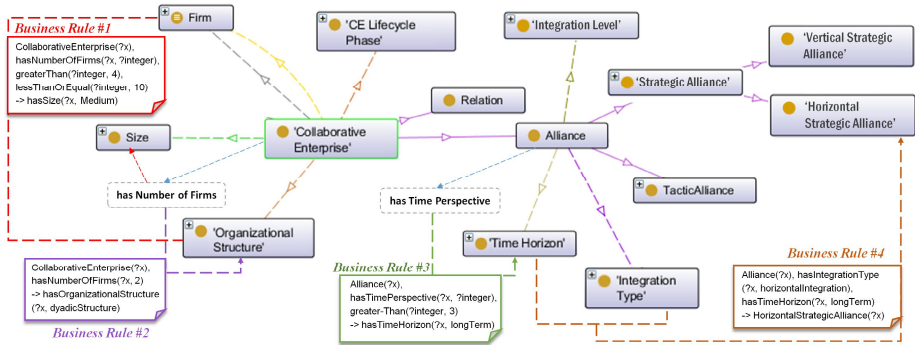 Business Rule #1
CollaborativeEnterprise(?x),
hasNumberOfFirms(?x, ?integer),
greaterThan(?integer, 4),
lessThanOrEqual(?integer, 10)
-> hasSize(?x, Medium)
Firm
'CE Lifecycle
Phase'
'Integration Level'
'Vertical Strategic
Alliance'
'Strategic Alliance'
'Horizontal
Strategic Alliance'
Relation
Size
'Collaborative
Enterprise'
Alliance
TacticAlliance
has Number of Firms
has Time Perspective
'Organizational
Structure'
'Time Horizon'
'Integration
Type'
CollaborativeEnterprise(?x),
hasNumberOfFirms(?x, 2)
-> hasOrganizationalStructure
(?x, dyadicStructure)
Business Rule #2
Business Rule #3
Alliance(?x),
hasTimePerspective(?x, ?integer),
greater-Than(?integer, 3)
-> hasTimeHorizon(?x, longTerm)
Business Rule #4
Alliance(?x), hasIntegrationType
(?x, horizontalIntegration),
hasTimeHorizon(?x, longTerm)
-> HorizontalStrategicAlliance(?x)